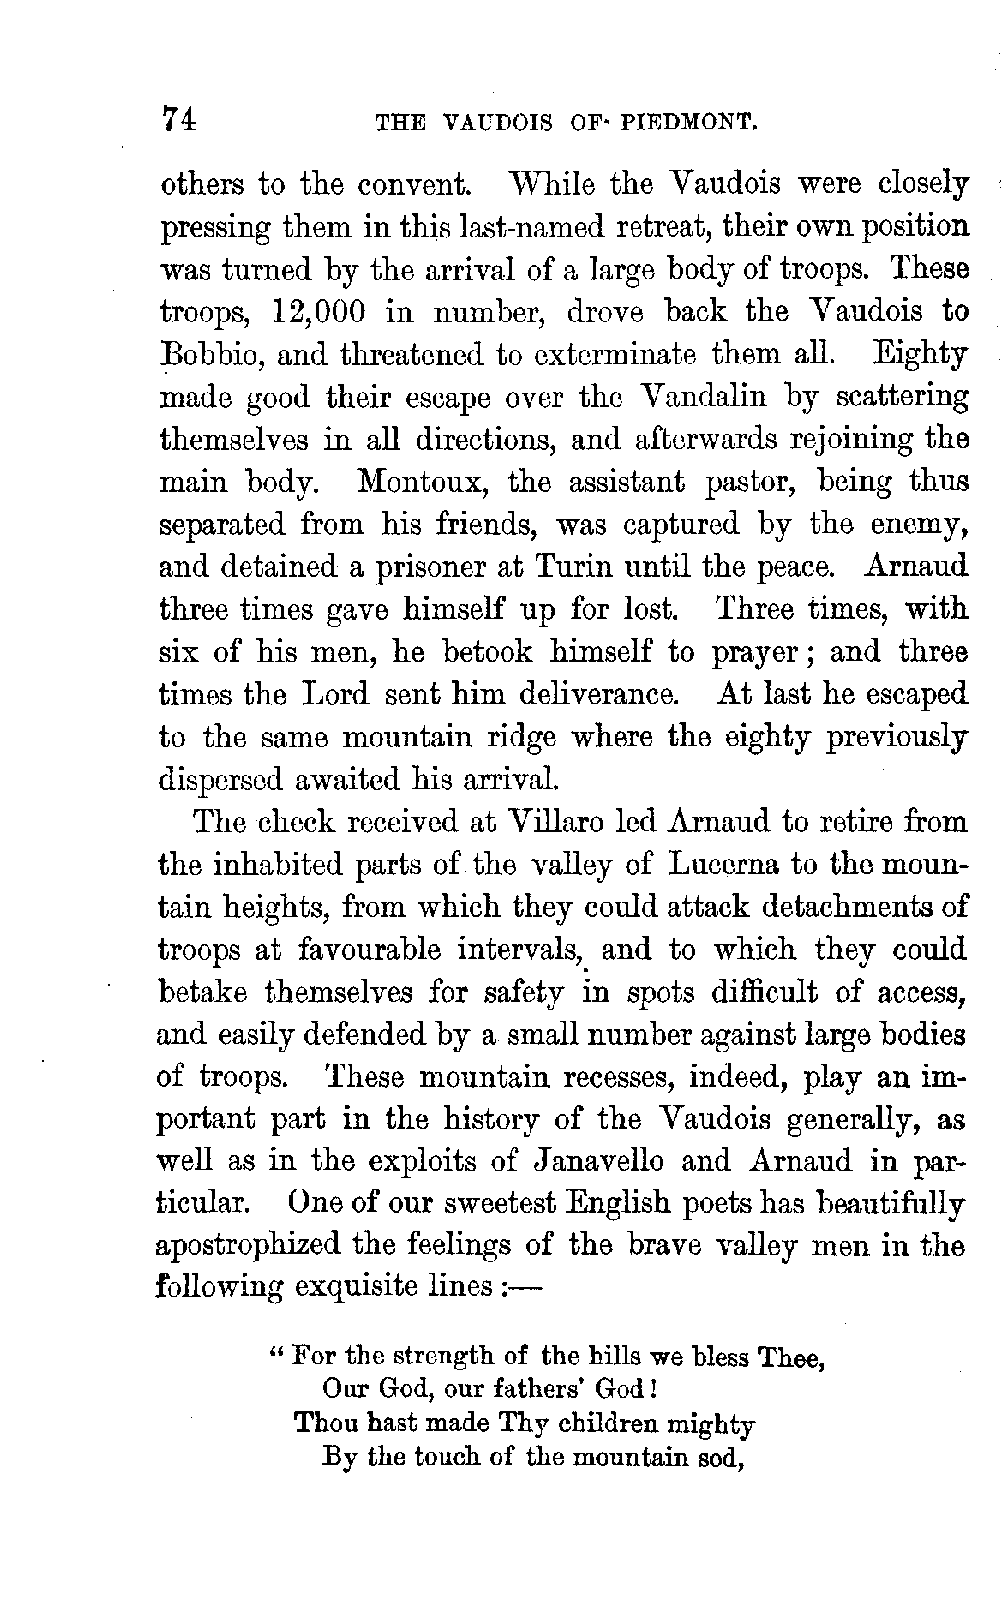 74 THE VAUDOIS OF PIEDMONT.
others to the convent. While the Vaudois were closely
pressing them in this last-named retreat, their own position
was turned by the arrival of a large body of troops. These
troops, 12,000 in number, drove back the Vaudois to
Bobbio, and threatened to exterminate them all. Eighty
made good their escape over the Vandalin by scattering
themselves in all directions, and afterwards rejoining the
main body. Montoux, the assistant pastor, being thus
separated from his friends, was captured by the enemy,
and detained a prisoner at Turin until the peace. Arnaud
three times gave himself up for lost. Three times, with
six of his men, he betook himself to prayer; and three
times the Lord sent him deliverance. At last he escaped
to the same mountain ridge where the eighty previously
dispersed awaited his arrival.
The check received at Villaro led Arnaud to retire from
the inhabited parts of the valley of Lucerna to the moun-
tain heights, from which they could attack detachments of
troops at favourable intervals, and to which they could
betake themselves for safety in spots difficult of access,
and easily defended by a small number against large bodies
of troops. These mountain recesses, indeed, play an im-
portant part in the history of the Vaudois generally, as
well as in the exploits of Janavello and Arnaud in par-
ticular. One of our sweetest English poets has beautifully
apostrophized the feelings of the brave valley men in the
following exquisite lines:—
"For the strength of the hills we bless Thee,
Our God, our fathers' God!
Thou hast made Thy children mighty
By the touch of the mountain sod,